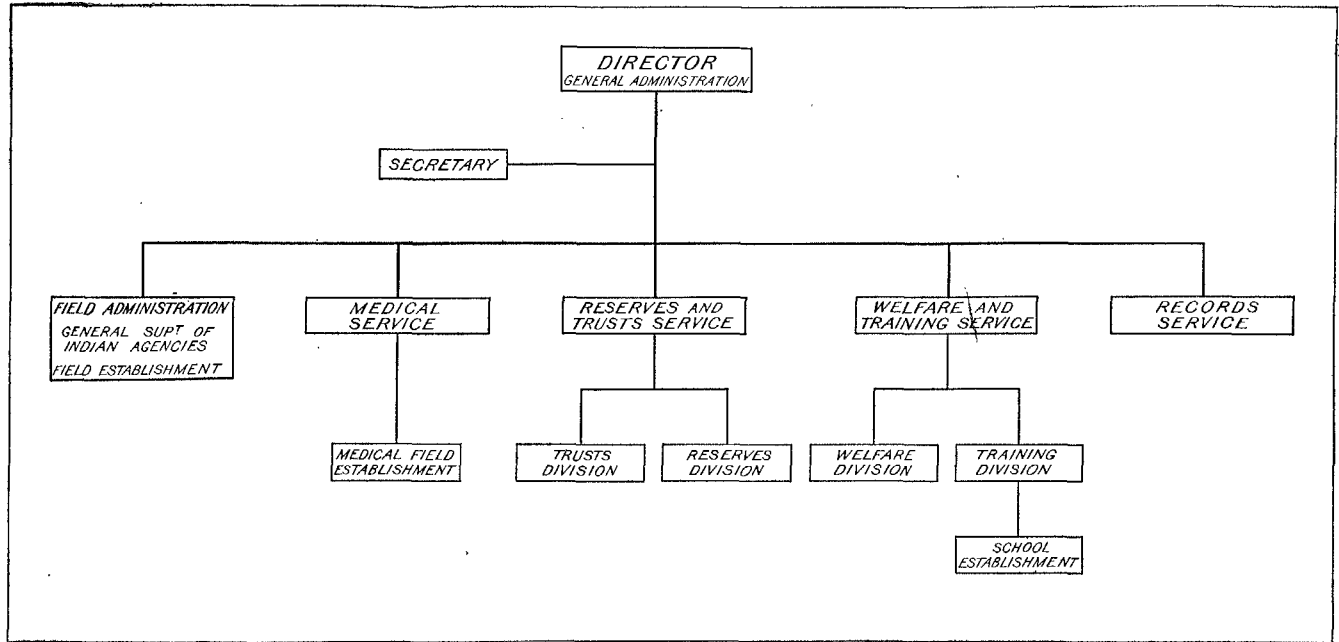 DIRECTOR
GENERAL ADMINISTRATION
SECRETARY
FIELD ADMINISTRATION
GENERAL SUPT OF
INDIAN AGENCIES
FIELD ESTABLISHMENT
MEDICAL
SERVICE
RESERVES AND
TRUSTS SERVICE
WELFARE AND
TRAINING SERVICE
RECORDS
SERVICE
MEDICAL FIELD
ESTABLISHMENT
TRUSTS
DIVISION
RESERVES
DIVISION
WELFARE
DIVISION
TRAINING
DIVISION
SCHOOL
ESTABLISHMENT